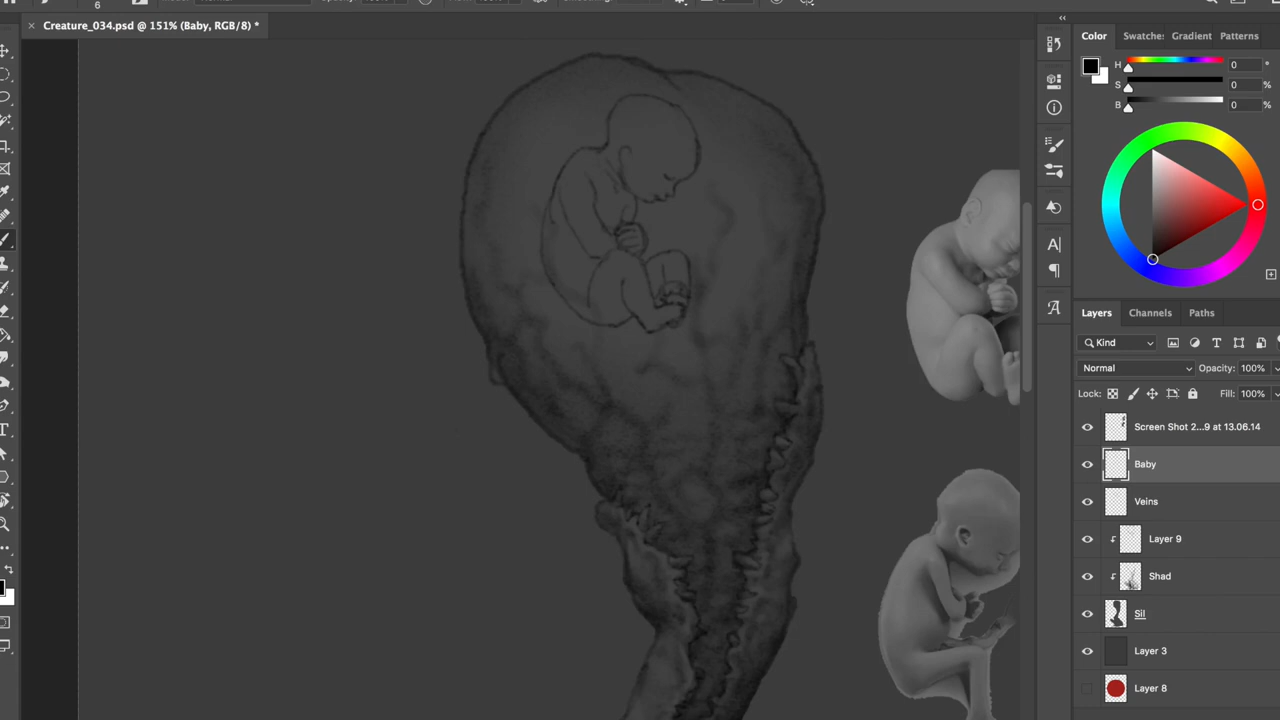 Creature_034.psd @ 151% (Baby, RGB/8) *
6
Color Swatches Gradient Patterns
H 0 °
S 0 %
B 0 %
Layers Channels Paths
Kind
Normal Opacity: 100%
Lock: Fill: 100%
Screen Shot 2...9 at 13.06.14
Baby
Veins
Layer 9
Shad
Sil
Layer 3
Layer 8